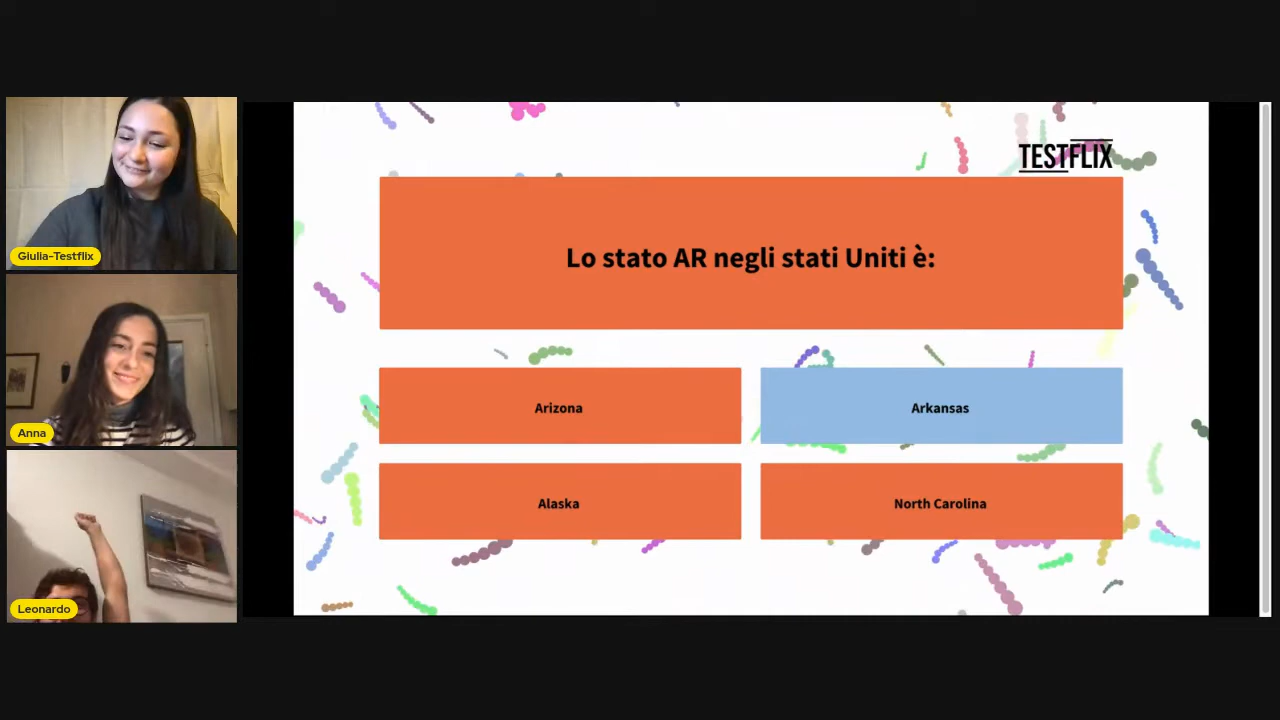 Giulia-Testflix
Anna
Leonardo
TESTFLIX
Lo stato AR negli stati Uniti è:
Arizona
Arkansas
Alaska
North Carolina